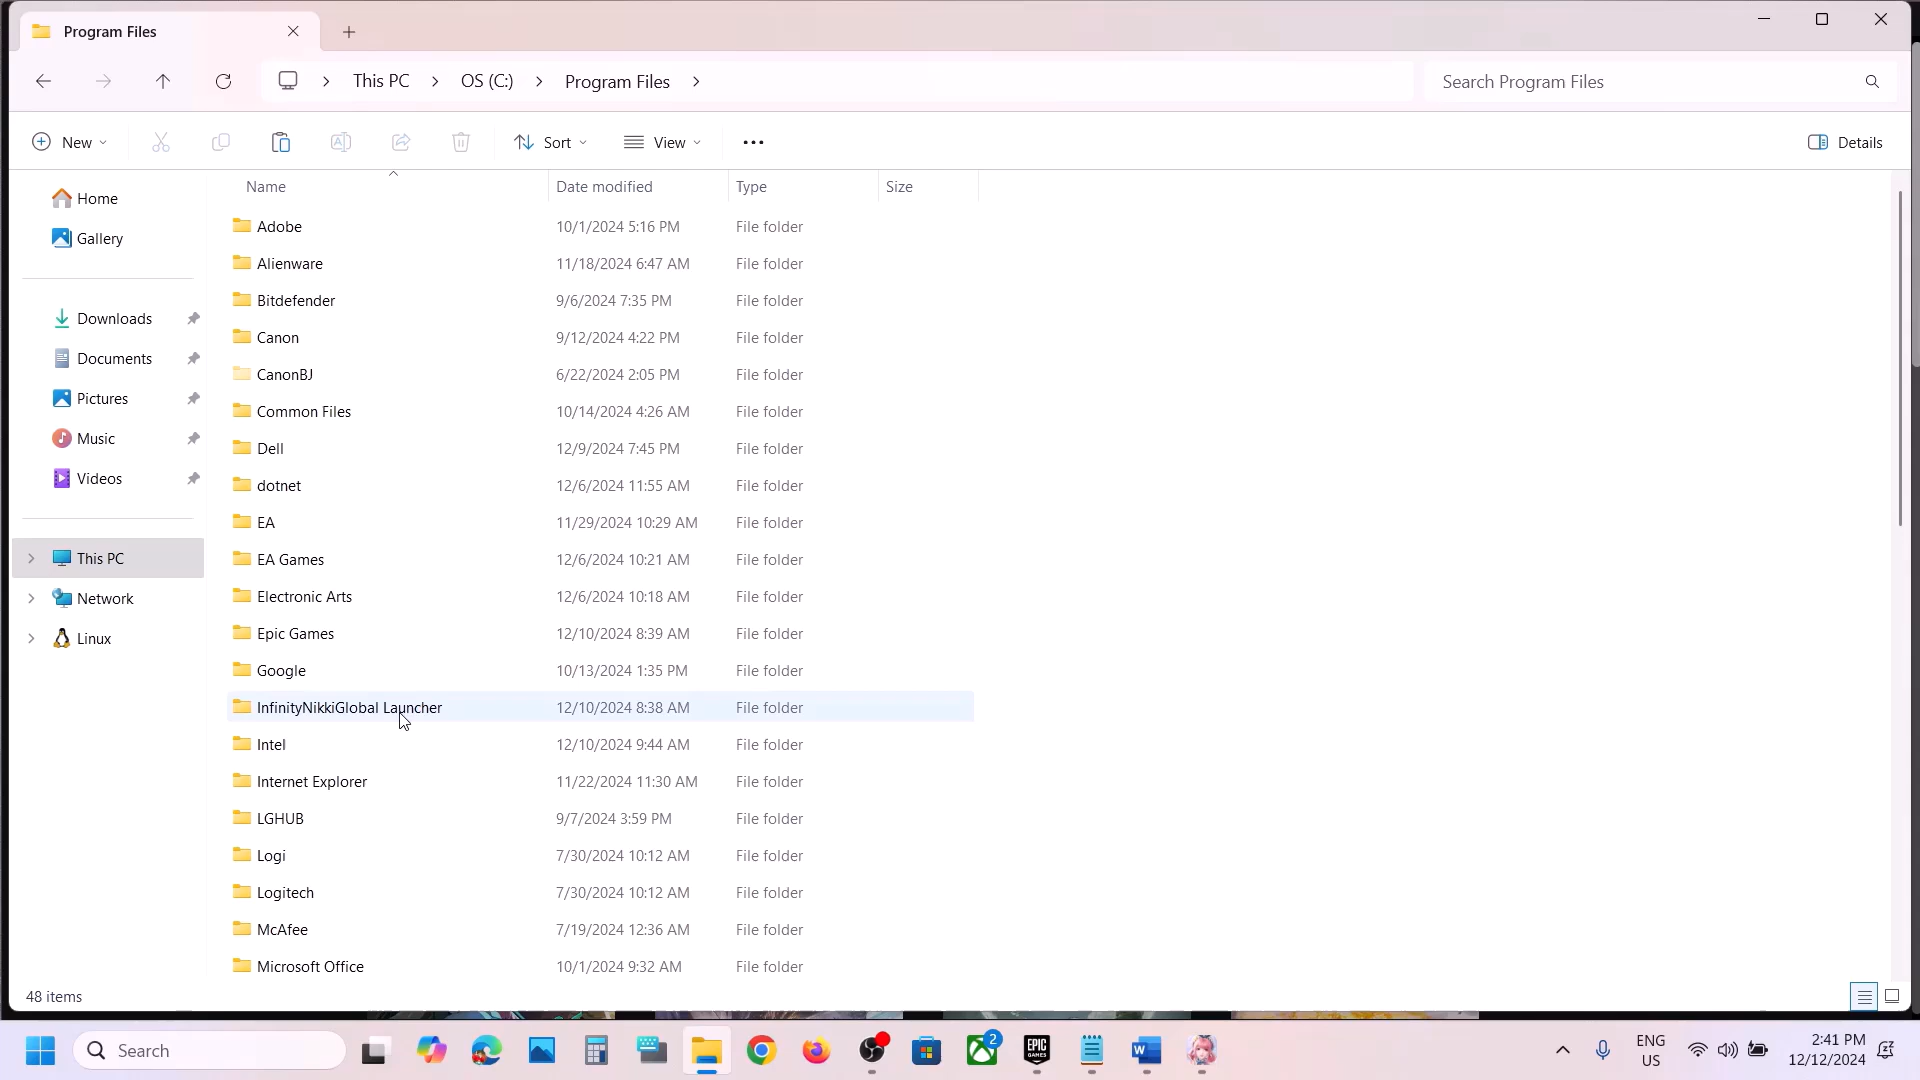 Program Files
This PC
OS (C:)
Program Files
Search Program Files
New
Sort
View
Details
Name
Date modified
Type
Size
Home
Gallery
Downloads
Documents
Pictures
Music
Videos
This PC
Network
Linux
Adobe 10/1/2024 5:16 PM File folder
Alienware 11/18/2024 6:47 AM File folder
Bitdefender 9/6/2024 7:35 PM File folder
Canon 9/12/2024 4:22 PM File folder
CanonBJ 6/22/2024 2:05 PM File folder
Common Files 10/14/2024 4:26 AM File folder
Dell 12/9/2024 7:45 PM File folder
dotnet 12/6/2024 11:55 AM File folder
EA 11/29/2024 10:29 AM File folder
EA Games 12/6/2024 10:21 AM File folder
Electronic Arts 12/6/2024 10:18 AM File folder
Epic Games 12/10/2024 8:39 AM File folder
Google 10/13/2024 1:35 PM File folder
InfinityNikkiGlobal Launcher 12/10/2024 8:38 AM File folder
Intel 12/10/2024 9:44 AM File folder
Internet Explorer 11/22/2024 11:30 AM File folder
LGHUB 9/7/2024 3:59 PM File folder
Logi 7/30/2024 10:12 AM File folder
Logitech 7/30/2024 10:12 AM File folder
McAfee 7/19/2024 12:36 AM File folder
Microsoft Office 10/1/2024 9:32 AM File folder
48 items
Search
2
EPIC
GAMES
W
ENG
US
2:41 PM
12/12/2024